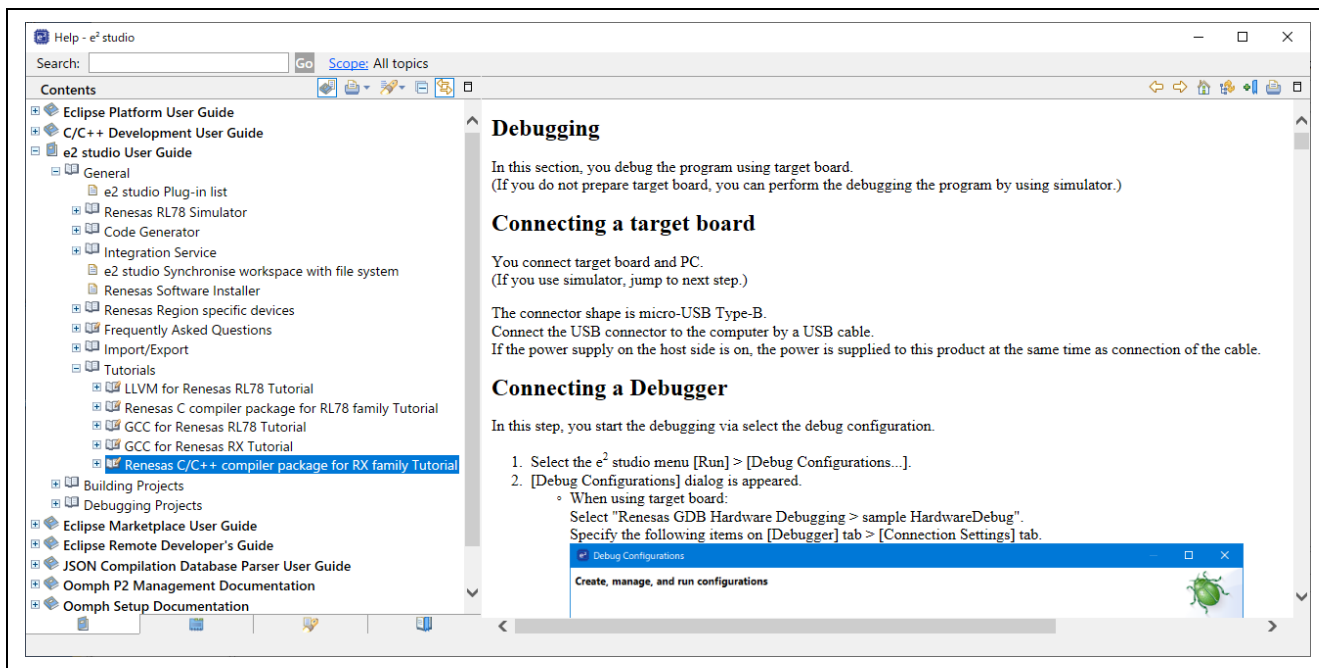 Help - e² studio
Search:
Go
Scope: All topics
Contents
Eclipse Platform User Guide
C/C++ Development User Guide
e2 studio User Guide
General
e2 studio Plug-in list
Renesas RL78 Simulator
Code Generator
Integration Service
e2 studio Synchronise workspace with file system
Renesas Software Installer
Renesas Region specific devices
Frequently Asked Questions
Import/Export
Tutorials
LLVM for Renesas RL78 Tutorial
Renesas C compiler package for RL78 family Tutorial
GCC for Renesas RL78 Tutorial
GCC for Renesas RX Tutorial
Renesas C/C++ compiler package for RX family Tutorial
Building Projects
Debugging Projects
Eclipse Marketplace User Guide
Eclipse Remote Developer's Guide
JSON Compilation Database Parser User Guide
Oomph P2 Management Documentation
Oomph Setup Documentation
Debugging
In this section, you debug the program using target board.
(If you do not prepare target board, you can perform the debugging the program by using simulator.)
Connecting a target board
You connect target board and PC.
(If you use simulator, jump to next step.)
The connector shape is micro-USB Type-B.
Connect the USB connector to the computer by a USB cable.
If the power supply on the host side is on, the power is supplied to this product at the same time as connection of the cable.
Connecting a Debugger
In this step, you start the debugging via select the debug configuration.
1. Select the e² studio menu [Run] > [Debug Configurations...].
2. [Debug Configurations] dialog is appeared.
◦ When using target board:
Select "Renesas GDB Hardware Debugging > sample HardwareDebug".
Specify the following items on [Debugger] tab > [Connection Settings] tab.
Debug Configurations
Create, manage, and run configurations